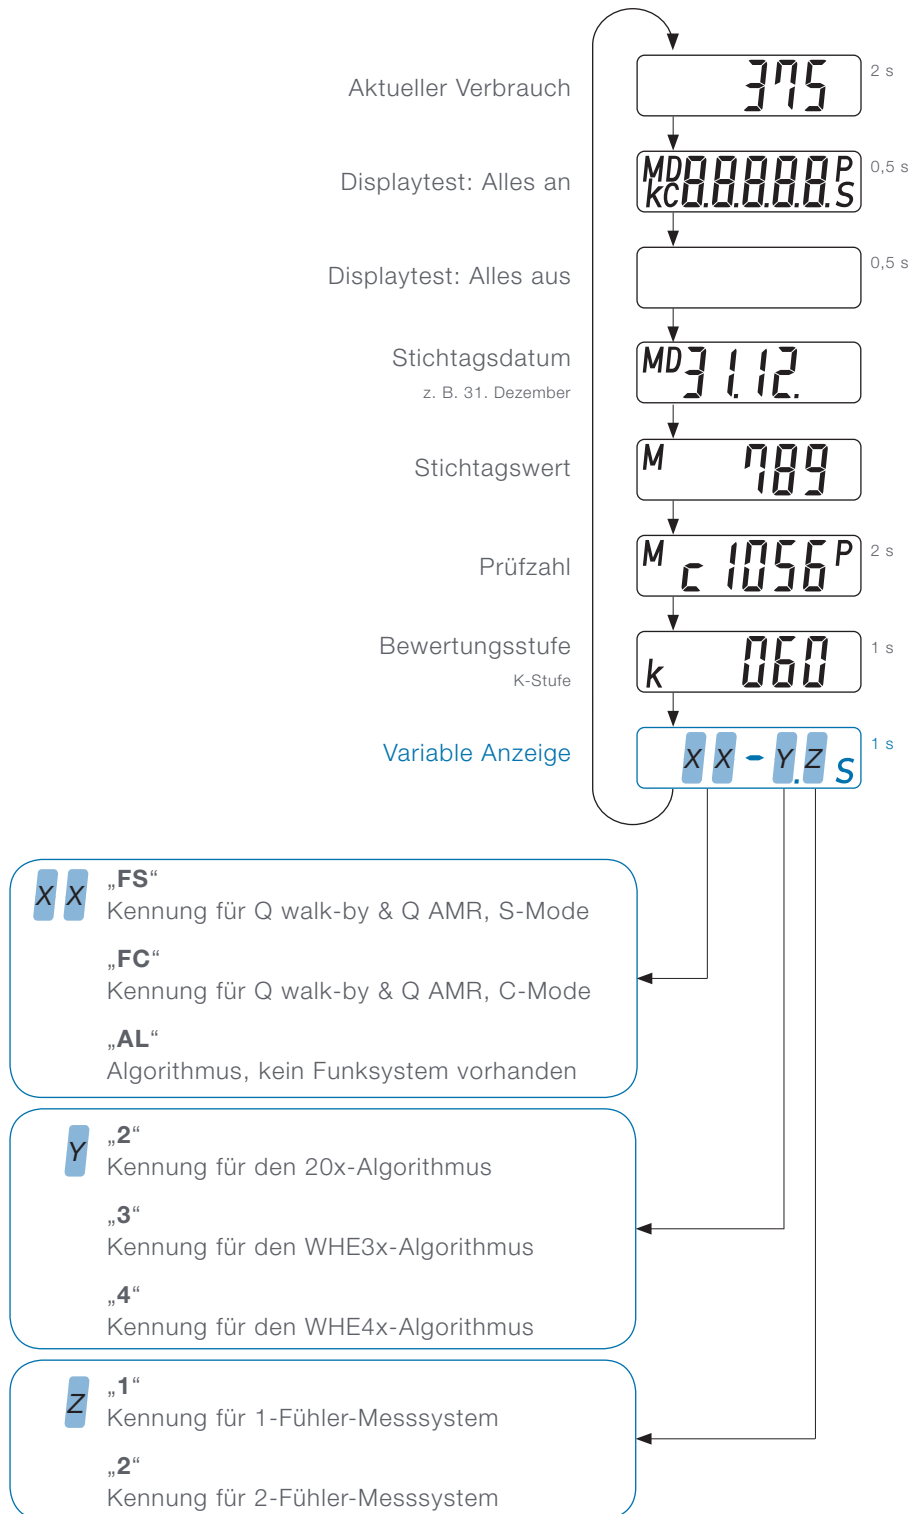 Aktueller Verbrauch 375 2 s
Displaytest: Alles an MD kC 8.8.8.8.8. P S 0,5 s
Displaytest: Alles aus 0,5 s
Stichtagsdatum MD 31.12.
z. B. 31. Dezember
Stichtagswert M 789
Prüfzahl M c 1056 P 2 s
Bewertungsstufe k 060 1 s
K-Stufe
Variable Anzeige X X - Y.Z S 1 s
X X „FS“
Kennung für Q walk-by & Q AMR, S-Mode
„FC“
Kennung für Q walk-by & Q AMR, C-Mode
„AL“
Algorithmus, kein Funksystem vorhanden
Y „2“
Kennung für den 20x-Algorithmus
„3“
Kennung für den WHE3x-Algorithmus
„4“
Kennung für den WHE4x-Algorithmus
Z „1“
Kennung für 1-Fühler-Messsystem
„2“
Kennung für 2-Fühler-Messsystem